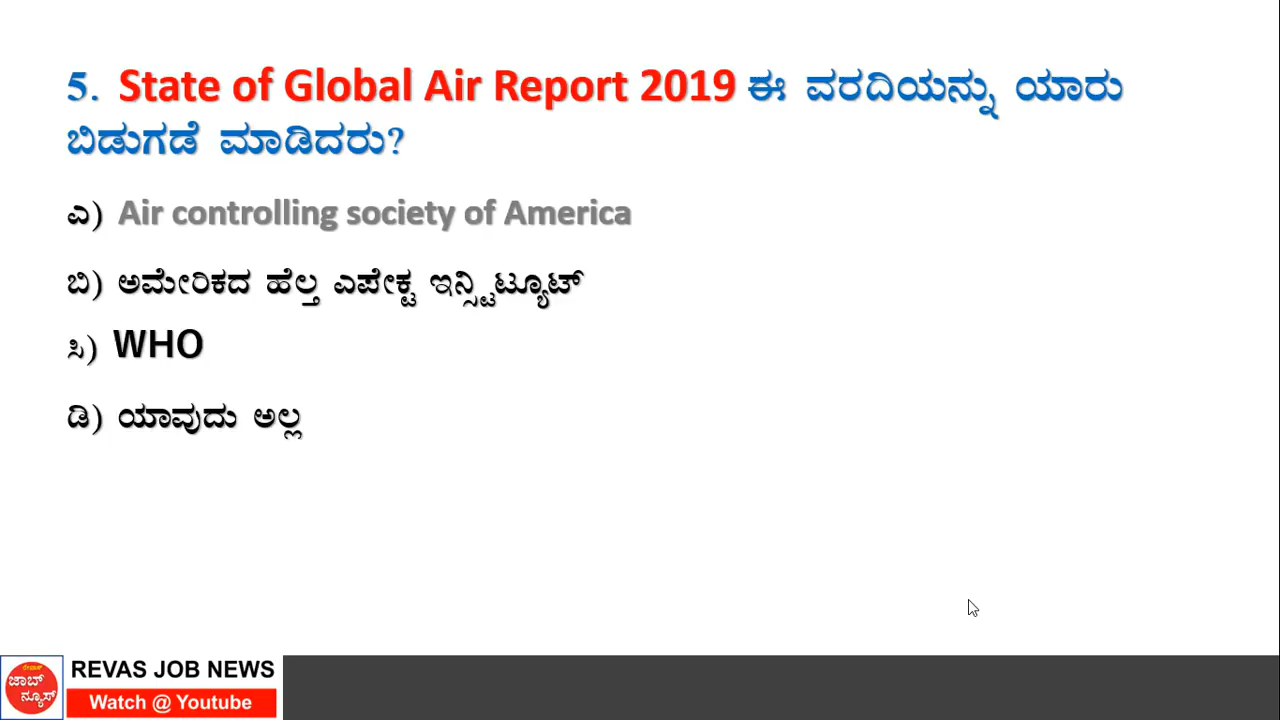 5. State of Global Air Report 2019 ಈ ವರದಿಯನ್ನು ಯಾರು
ಬಿಡುಗಡೆ ಮಾಡಿದರು?
ಎ) Air controlling society of America
ಬಿ) ಅಮೇರಿಕದ ಹೆಲ್ತ ಎಪೇಕ್ಟ ಇನ್ಸ್ಟಿಟ್ಯೂಟ್
ಸಿ) WHO
ಡಿ) ಯಾವುದು ಅಲ್ಲ
ರೇವಾಸ್
ಜಾಬ್
ನ್ಯೂಸ್
REVAS JOB NEWS
Watch @ Youtube